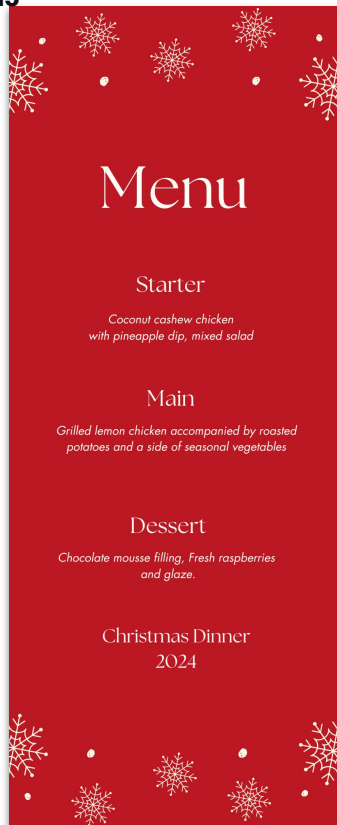 Menu
Starter
Coconut cashew chicken
with pineapple dip, mixed salad
Main
Grilled lemon chicken accompanied by roasted
potatoes and a side of seasonal vegetables
Dessert
Chocolate mousse filling, Fresh raspberries
and glaze.
Christmas Dinner
2024